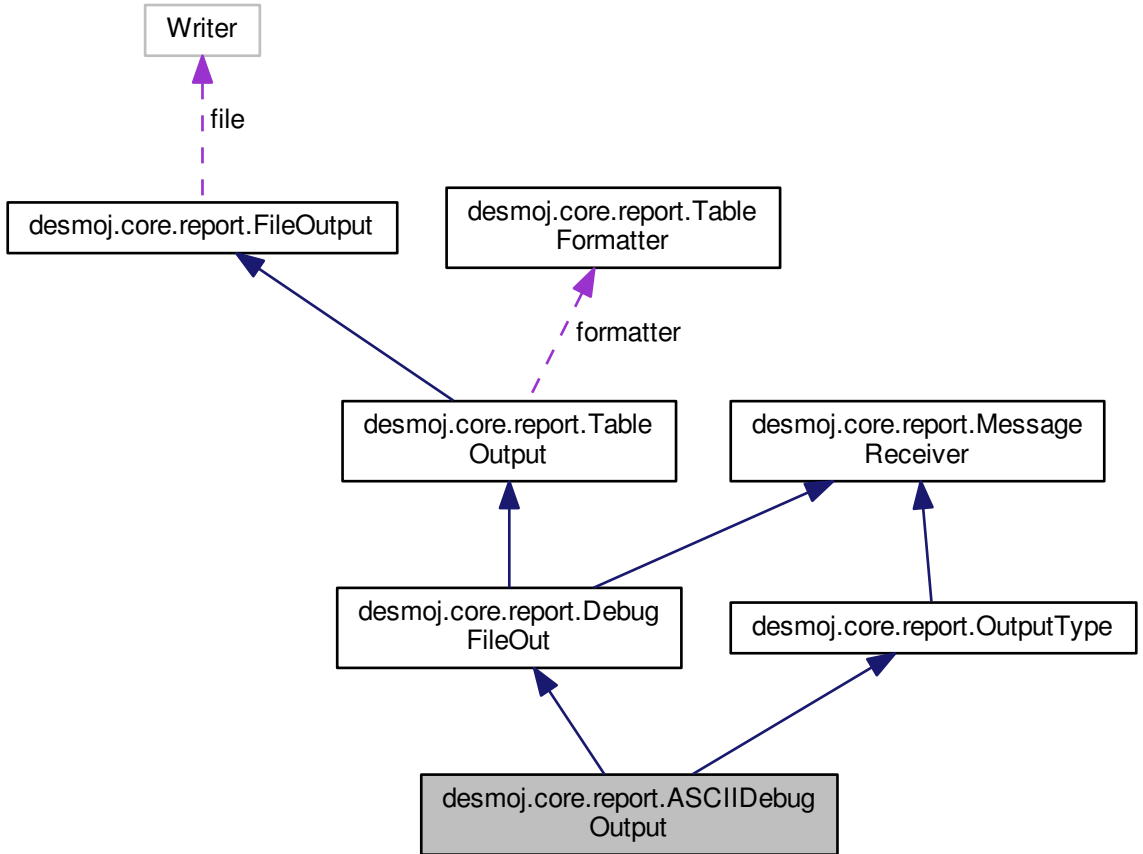 Writer
file
desmoj.core.report.FileOutput
desmoj.core.report.Table
Formatter
formatter
desmoj.core.report.Table
Output
desmoj.core.report.Message
Receiver
desmoj.core.report.Debug
FileOut
desmoj.core.report.OutputType
desmoj.core.report.ASCIIDebug
Output